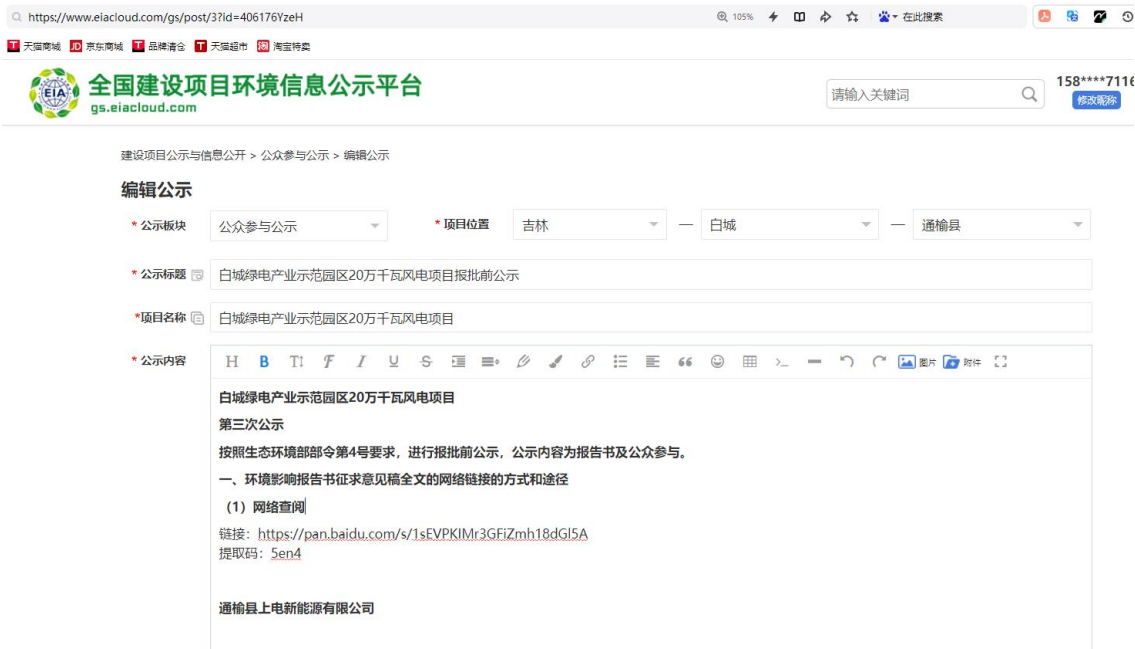 https://www.eiacloud.com/gs/post/3?id=406176YzeH 105% 在此搜索
天猫商城 京东商城 品牌清仓 天猫超市 淘宝特卖
EIA 全国建设项目环境信息公示平台
gs.eiacloud.com
请输入关键词
158****7116
修改昵称
建设项目公示与信息公开 > 公众参与公示 > 编辑公示
编辑公示
* 公示板块 公众参与公示 * 项目位置 吉林 — 白城 — 通榆县
* 公示标题 白城绿电产业示范园区20万千瓦风电项目报批前公示
*项目名称 白城绿电产业示范园区20万千瓦风电项目
* 公示内容 图片 附件
白城绿电产业示范园区20万千瓦风电项目
第三次公示
按照生态环境部部令第4号要求，进行报批前公示，公示内容为报告书及公众参与。
一、环境影响报告书征求意见稿全文的网络链接的方式和途径
（1）网络查阅
链接：https://pan.baidu.com/s/1sEVPKIMr3GFiZmh18dGl5A
提取码：5en4
通榆县上电新能源有限公司